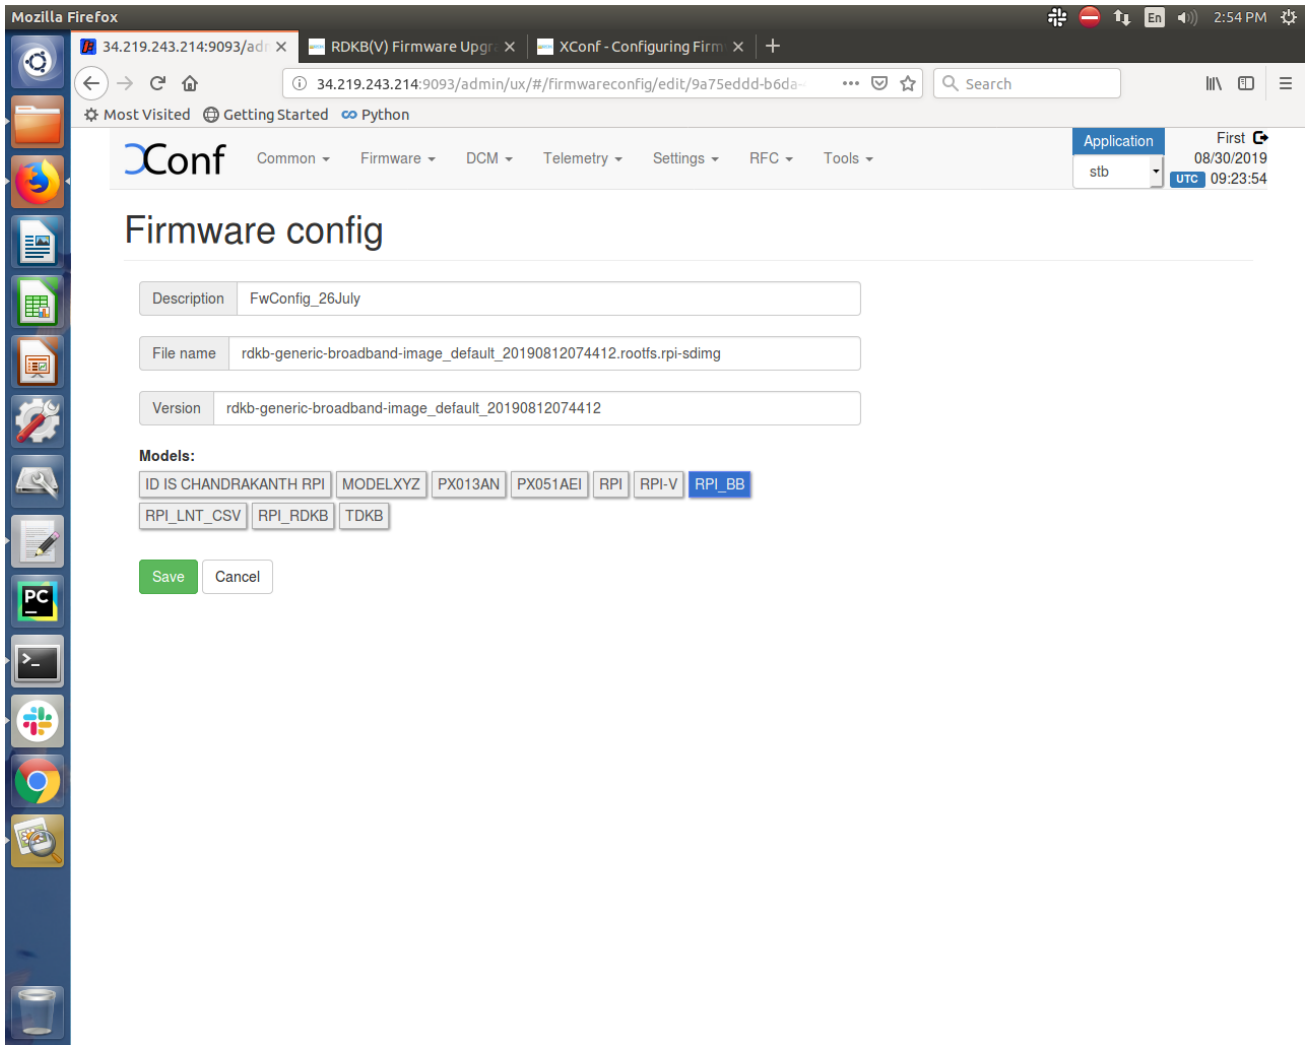 Mozilla Firefox
En 2:54 PM
34.219.243.214:9093/adr
RDKB(V) Firmware Upgr
XConf - Configuring Firm
34.219.243.214:9093/admin/ux/#/firmwareconfig/edit/9a75eddd-b6da-
Search
Most Visited Getting Started Python
XConf Common Firmware DCM Telemetry Settings RFC Tools
Application
stb
First
08/30/2019
UTC 09:23:54
Firmware config
Description FwConfig_26July
File name rdkb-generic-broadband-image_default_20190812074412.rootfs.rpi-sdimg
Version rdkb-generic-broadband-image_default_20190812074412
Models:
ID IS CHANDRAKANTH RPI MODELXYZ PX013AN PX051AEI RPI RPI-V RPI_BB
RPI_LNT_CSV RPI_RDKB TDKB
Save Cancel
PC